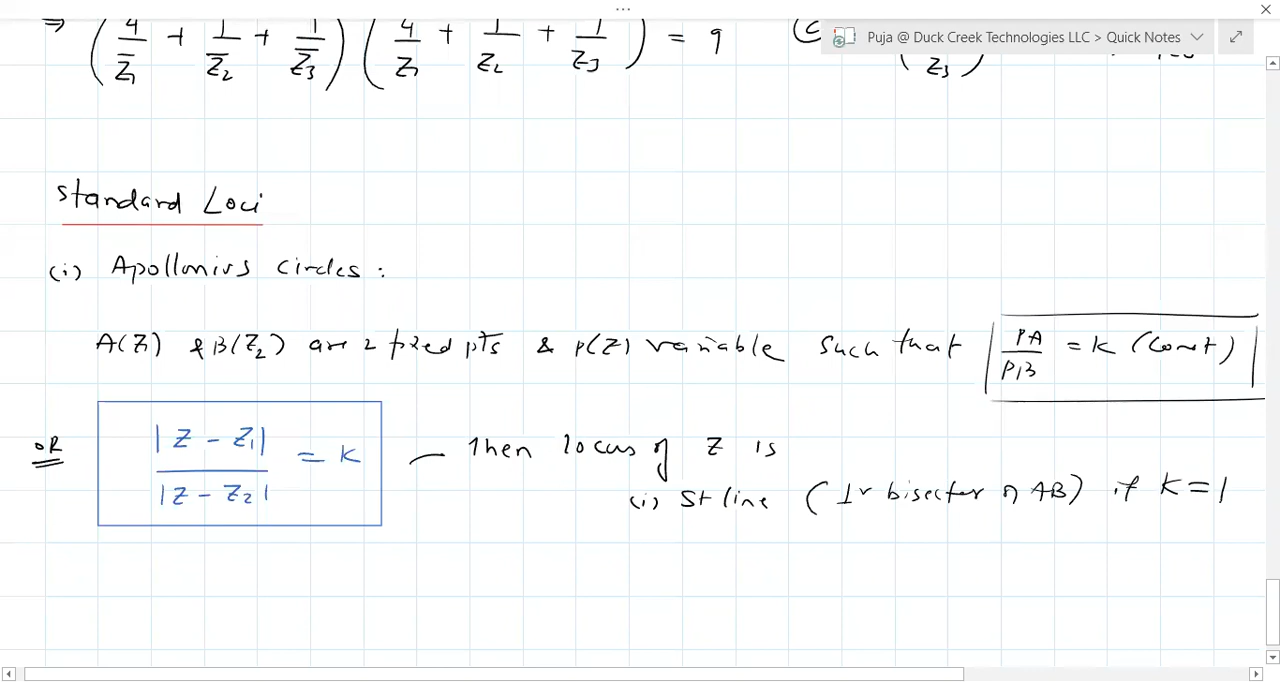 ...
Puja @ Duck Creek Technologies LLC > Quick Notes
⇒ (4/z̄₁ + 1/z̄₂ + 1/z̄₃) (4/z₁ + 1/z₂ + 1/z₃) = 9
Standard Loci
(i) Apollonius circles :
A(z₁) & B(z₂) are 2 fixed pts & P(z) variable such that PA/PB = k (const)
OR |z - z₁| / |z - z₂| = k — Then locus of z is
(i) St line (⊥r bisector of AB) if k = 1